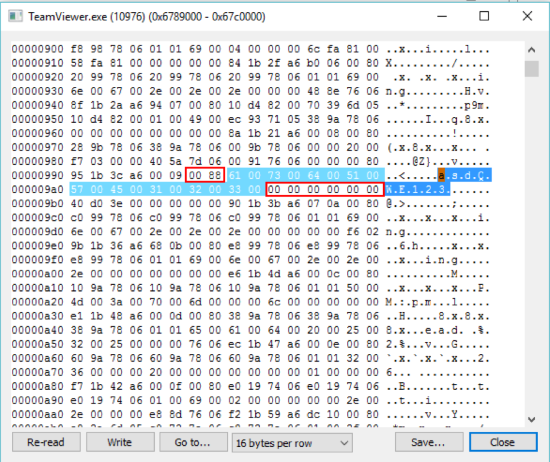 TeamViewer.exe (10976) (0x6789000 - 0x67c0000)
00000900 f8 98 78 06 01 01 69 00 04 00 00 00 6c fa 81 00 ..x...i.....l...
00000910 58 fa 81 00 00 00 00 00 84 1b 2f a6 b0 06 00 80 X........./.....
00000920 20 99 78 06 20 99 78 06 20 99 78 06 01 01 69 00 .x. .x. .x...i.
00000930 6e 00 67 00 2e 00 2e 00 2e 00 00 00 48 8e 76 06 n.g.........H.v.
00000940 8f 1b 2a a6 94 07 00 80 10 d4 82 00 70 39 6d 05 ..*.........p9m.
00000950 10 d4 82 00 01 00 49 00 ec 93 71 05 38 9a 78 06 ......I...q.8.x.
00000960 00 00 00 00 00 00 00 00 8a 1b 21 a6 00 08 00 80 ..........!.....
00000970 28 9b 78 06 38 9a 78 06 00 9b 78 06 00 00 02 00 (.x.8.x...x.....
00000980 f7 03 00 00 40 5a 7d 06 00 91 76 06 00 00 00 80 ....@Z}...v.....
00000990 95 1b 3c a6 00 09 00 88 61 00 73 00 64 00 51 00 ..<.....a.s.d.Q.
000009a0 57 00 45 00 31 00 32 00 33 00 00 00 00 00 00 00 W.E.1.2.3.......
000009b0 40 d0 3e 00 00 00 00 00 90 1b 3b a6 07 0a 00 80 @.>.......;.....
000009c0 c0 99 78 06 c0 99 78 06 c0 99 78 06 01 01 69 00 ..x...x...x...i.
000009d0 6e 00 67 00 2e 00 2e 00 2e 00 00 00 00 00 f6 02 n.g.............
000009e0 9b 1b 36 a6 68 0b 00 80 e8 99 78 06 e8 99 78 06 ..6.h.....x...x.
000009f0 e8 99 78 06 01 01 69 00 6e 00 67 00 2e 00 2e 00 ..x...i.n.g.....
00000a00 2e 00 00 00 00 00 00 00 e6 1b 4d a6 00 0c 00 80 ..........M.....
00000a10 10 9a 78 06 10 9a 78 06 10 9a 78 06 01 01 50 00 ..x...x...x...P.
00000a20 4d 00 3a 00 70 00 6d 00 00 00 6c 00 00 00 00 00 M.:.p.m...l.....
00000a30 e1 1b 48 a6 00 0d 00 80 38 9a 78 06 38 9a 78 06 ..H.....8.x.8.x.
00000a40 38 9a 78 06 01 01 65 00 61 00 64 00 20 00 25 00 8.x...e.a.d. .%.
00000a50 32 00 25 00 00 00 76 06 ec 1b 47 a6 00 0e 00 80 2.%...v...G.....
00000a60 60 9a 78 06 60 9a 78 06 60 9a 78 06 01 01 32 00 `.x.`.x.`.x...2.
00000a70 36 00 00 00 20 00 00 00 00 00 00 00 01 00 00 00 6... ...........
00000a80 f7 1b 42 a6 00 0f 00 80 e0 19 74 06 e0 19 74 06 ..B.......t...t.
00000a90 e0 19 74 06 01 00 69 00 02 00 00 00 00 00 2e 00 ..t...i.........
00000aa0 2e 00 00 00 e8 8d 76 06 f2 1b 59 a6 dc 10 00 80 ......v...Y.....
Re-read Write Go to... 16 bytes per row Save... Close